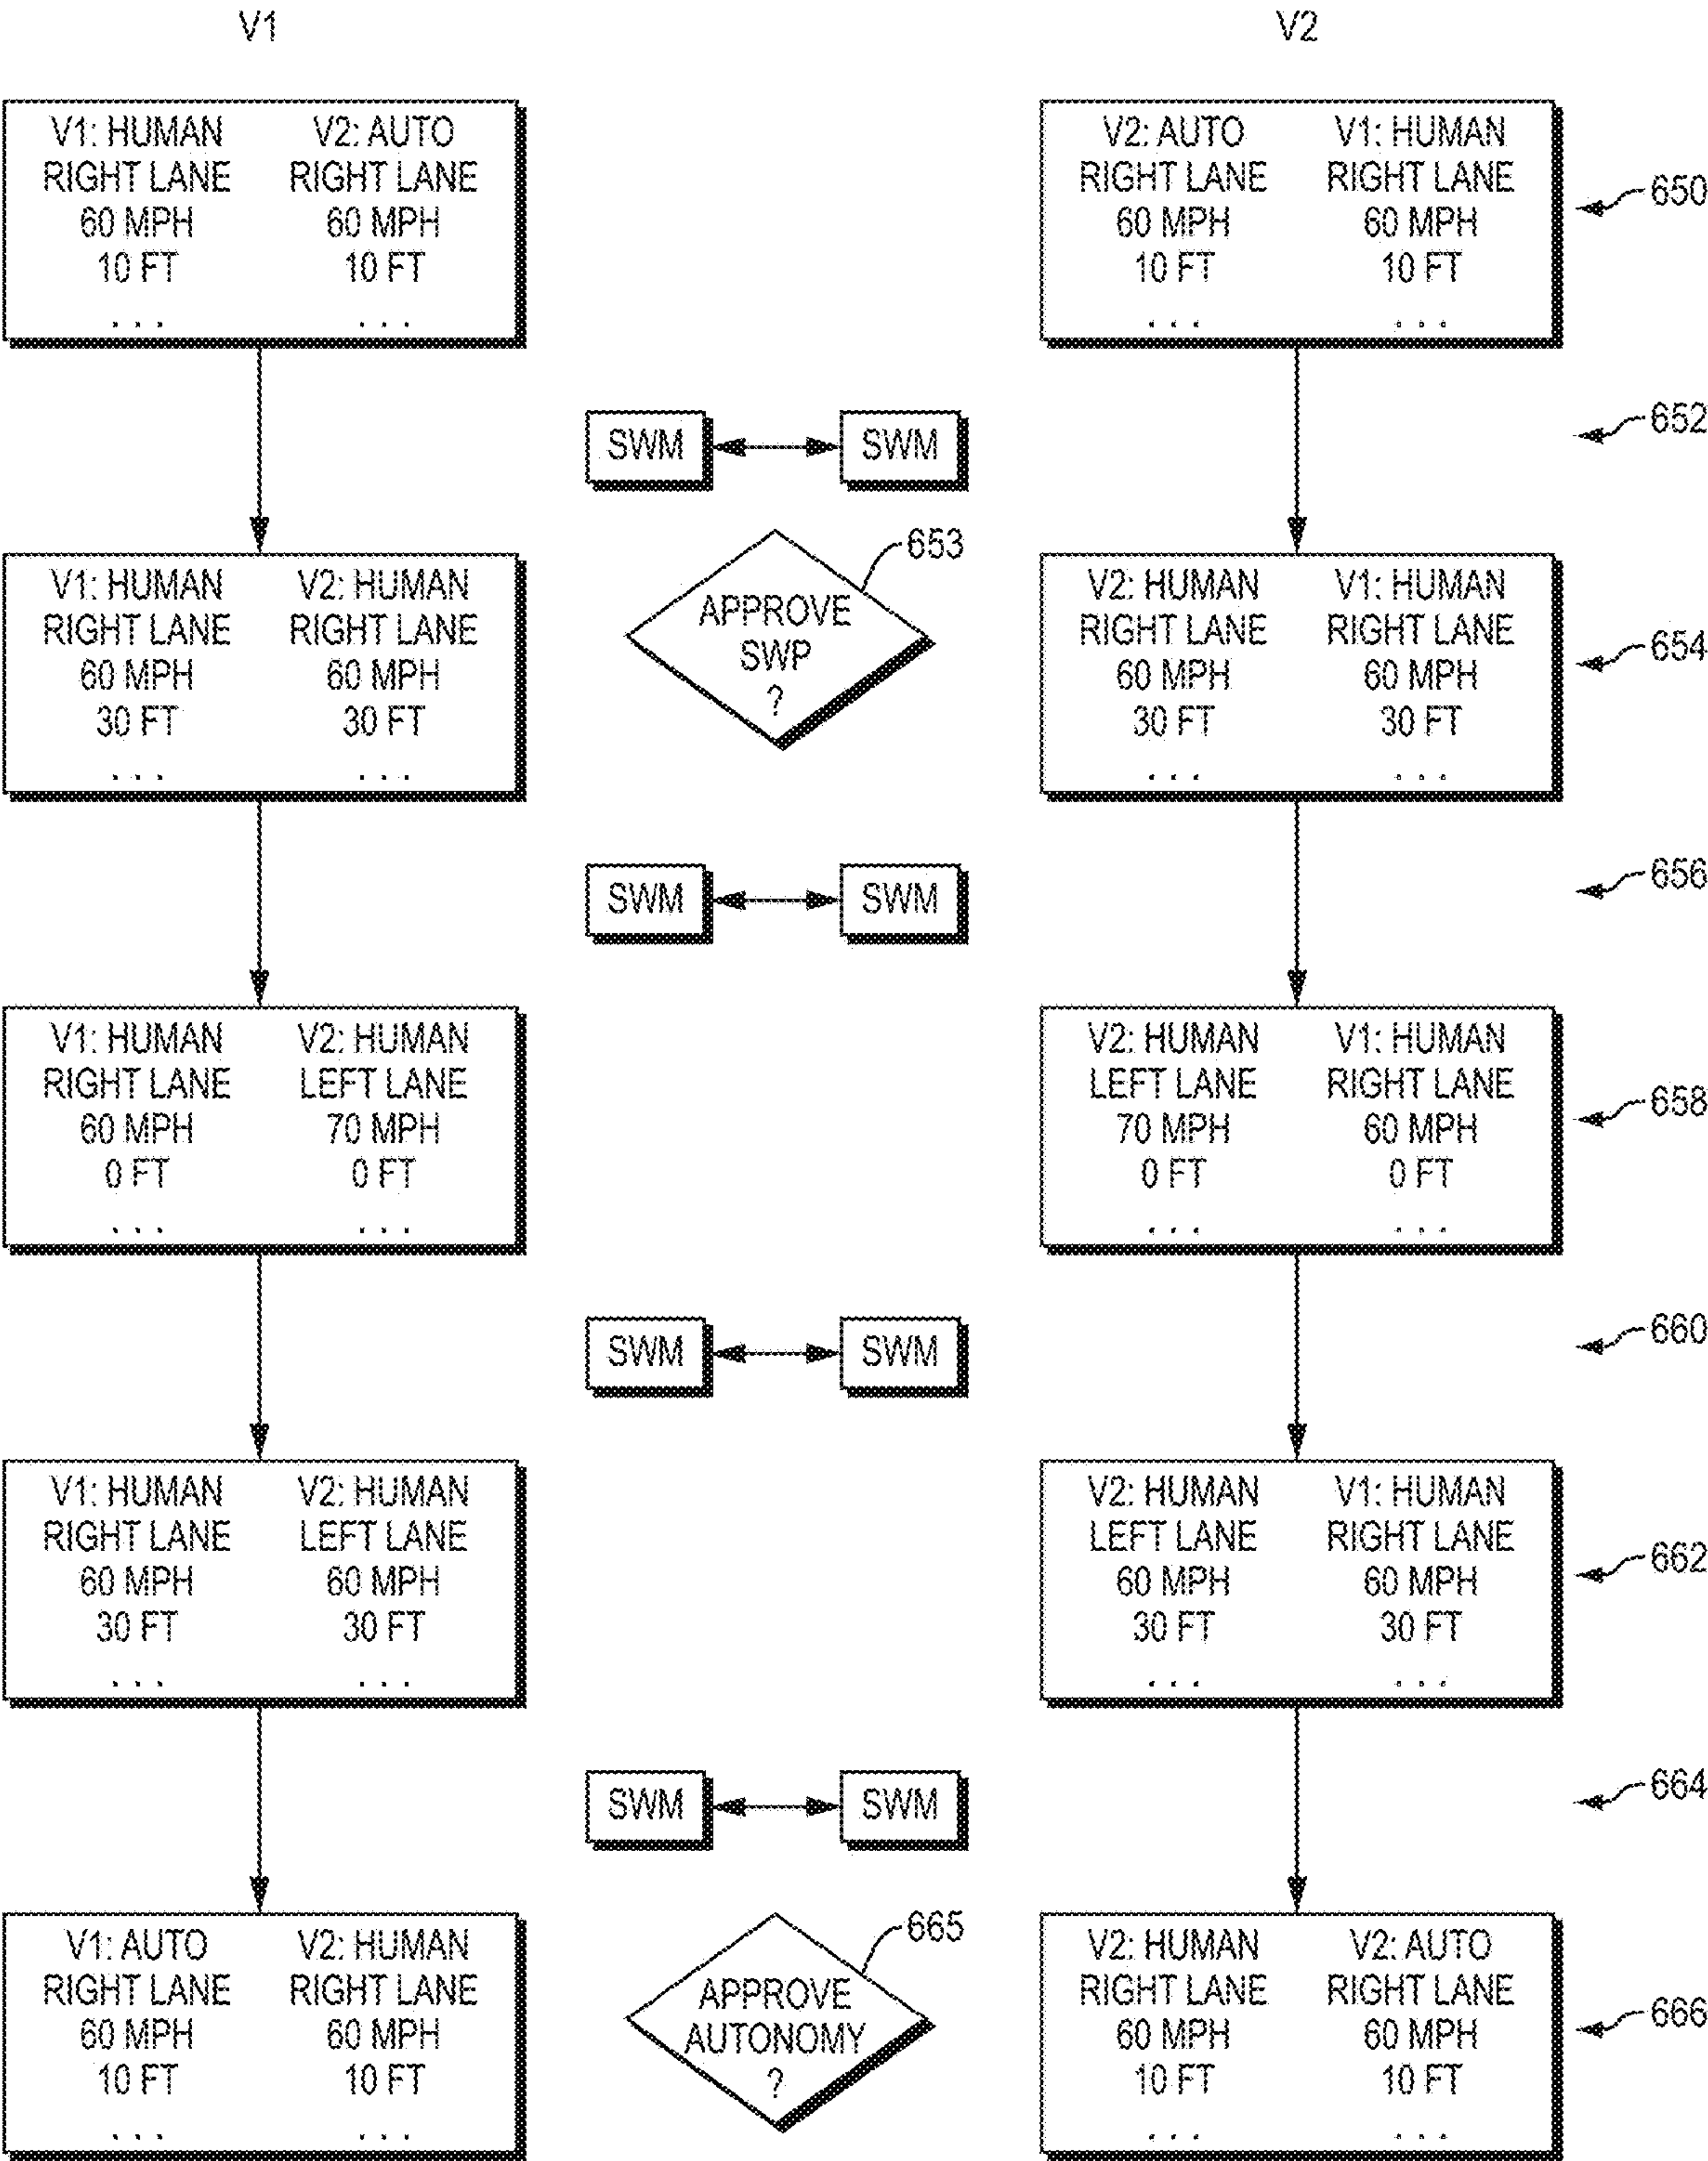 V1
V2
V1: HUMAN
RIGHT LANE
60 MPH
10 FT
. . .
V2: AUTO
RIGHT LANE
60 MPH
10 FT
. . .
V2: AUTO
RIGHT LANE
60 MPH
10 FT
. . .
V1: HUMAN
RIGHT LANE
60 MPH
10 FT
. . .
650
SWM
SWM
652
V1: HUMAN
RIGHT LANE
60 MPH
30 FT
. . .
V2: HUMAN
RIGHT LANE
60 MPH
30 FT
. . .
653
APPROVE
SWP
?
V2: HUMAN
RIGHT LANE
60 MPH
30 FT
. . .
V1: HUMAN
RIGHT LANE
60 MPH
30 FT
. . .
654
SWM
SWM
656
V1: HUMAN
RIGHT LANE
60 MPH
0 FT
. . .
V2: HUMAN
LEFT LANE
70 MPH
0 FT
. . .
V2: HUMAN
LEFT LANE
70 MPH
0 FT
. . .
V1: HUMAN
RIGHT LANE
60 MPH
0 FT
. . .
658
SWM
SWM
660
V1: HUMAN
RIGHT LANE
60 MPH
30 FT
. . .
V2: HUMAN
LEFT LANE
60 MPH
30 FT
. . .
V2: HUMAN
LEFT LANE
60 MPH
30 FT
. . .
V1: HUMAN
RIGHT LANE
60 MPH
30 FT
. . .
662
SWM
SWM
664
V1: AUTO
RIGHT LANE
60 MPH
10 FT
. . .
V2: HUMAN
RIGHT LANE
60 MPH
10 FT
. . .
665
APPROVE
AUTONOMY
?
V2: HUMAN
RIGHT LANE
60 MPH
10 FT
. . .
V2: AUTO
RIGHT LANE
60 MPH
10 FT
. . .
666